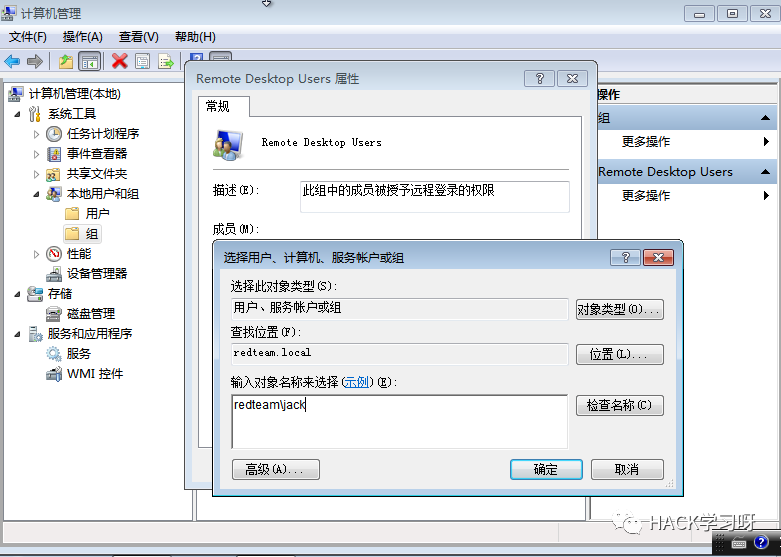 计算机管理
文件(F) 操作(A) 查看(V) 帮助(H)
计算机管理(本地)
系统工具
任务计划程序
事件查看器
共享文件夹
本地用户和组
用户
组
性能
设备管理器
存储
磁盘管理
服务和应用程序
服务
WMI 控件
Remote Desktop Users 属性
常规
Remote Desktop Users
描述(E):
此组中的成员被授予远程登录的权限
成员(M):
选择用户、计算机、服务帐户或组
选择此对象类型(S):
用户、服务帐户或组
对象类型(O)...
查找位置(F):
redteam.local
位置(L)...
输入对象名称来选择(示例)(E):
redteam\jack
检查名称(C)
高级(A)...
确定
取消
操作
组
更多操作
Remote Desktop Users
更多操作
HACK学习呀